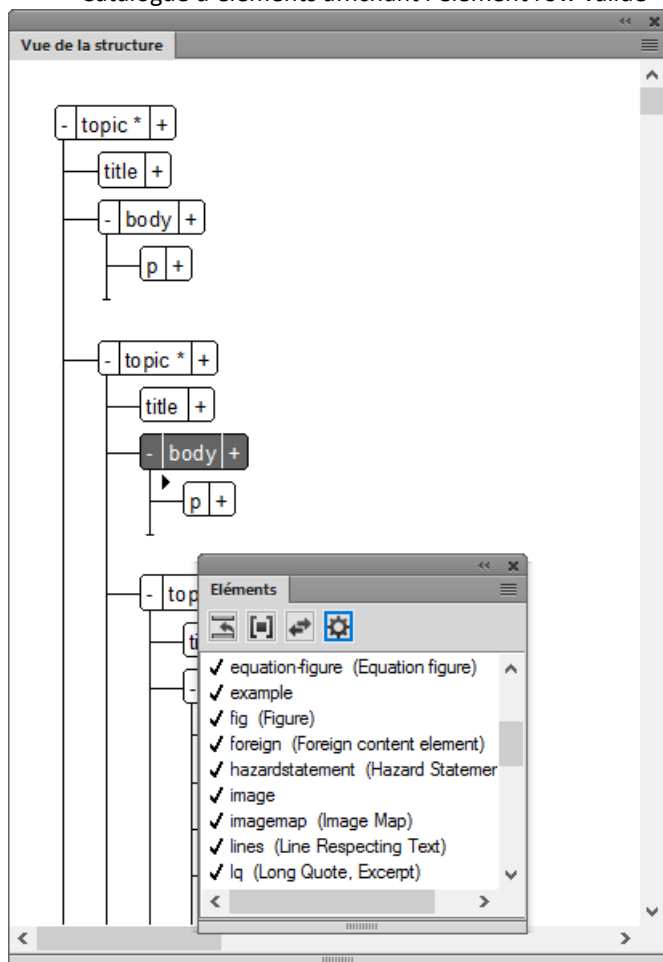 Catalogue d'éléments affichant l'élément row valide
Vue de la structure
- topic * +
title +
- body +
p +
- topic * +
title +
- body +
p +
- top
ti
-
Eléments
equation-figure (Equation figure)
example
fig (Figure)
foreign (Foreign content element)
hazardstatement (Hazard Statemer
image
imagemap (Image Map)
lines (Line Respecting Text)
lq (Long Quote, Excerpt)